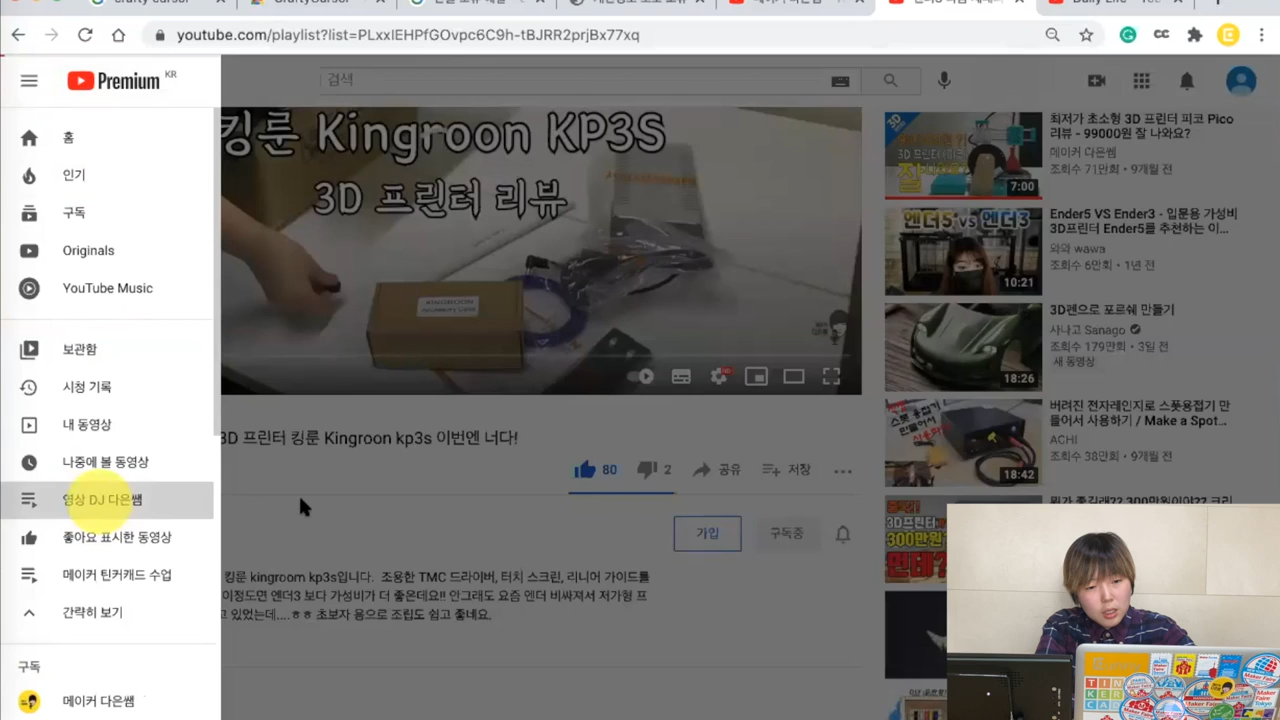 youtube.com/playlist?list=PLxxlEHPfGOvpc6C9h-tBJRR2prjBx77xq
CC
Premium KR
검색
홈
인기
구독
Originals
YouTube Music
보관함
시청 기록
내 동영상
나중에 볼 동영상
영상 DJ 다은쌤
좋아요 표시한 동영상
메이커 틴커캐드 수업
간략히 보기
구독
메이커 다은쌤
킹룬 Kingroon KP3S
3D 프린터 리뷰
KINGROON
Accessory Case
HD
3D 프린터 킹룬 Kingroon kp3s 이번엔 너다!
80
2
공유
저장
가입
구독중
킹룬 kingroom kp3s입니다. 조용한 TMC 드라이버, 터치 스크린, 리니어 가이드를
이정도면 엔더3 보다 가성비가 더 좋은데요!! 안그래도 요즘 엔더 비싸져서 저가형 프
고 있었는데....ㅎㅎ 초보자 용으로 조립도 쉽고 좋네요.
7:00
최저가 초소형 3D 프린터 피코 Pico
리뷰 - 99000원 잘 나와요?
메이커 다은쌤
조회수 71만회 • 9개월 전
엔더5 vs 엔더3
10:21
Ender5 VS Ender3 - 입문용 가성비
3D프린터 Ender5를 추천하는 이...
와와 wawa
조회수 6만회 • 1년 전
18:26
3D펜으로 포르쉐 만들기
사나고 Sanago
조회수 179만회 • 3일 전
새 동영상
18:42
버려진 전자레인지로 스폿용접기 만
들어서 사용하기 / Make a Spot...
ACHI
조회수 38만회 • 9개월 전
300만원
먼데?
TIN
KER
CAD
Maker Faire
Maker Faire Tokyo